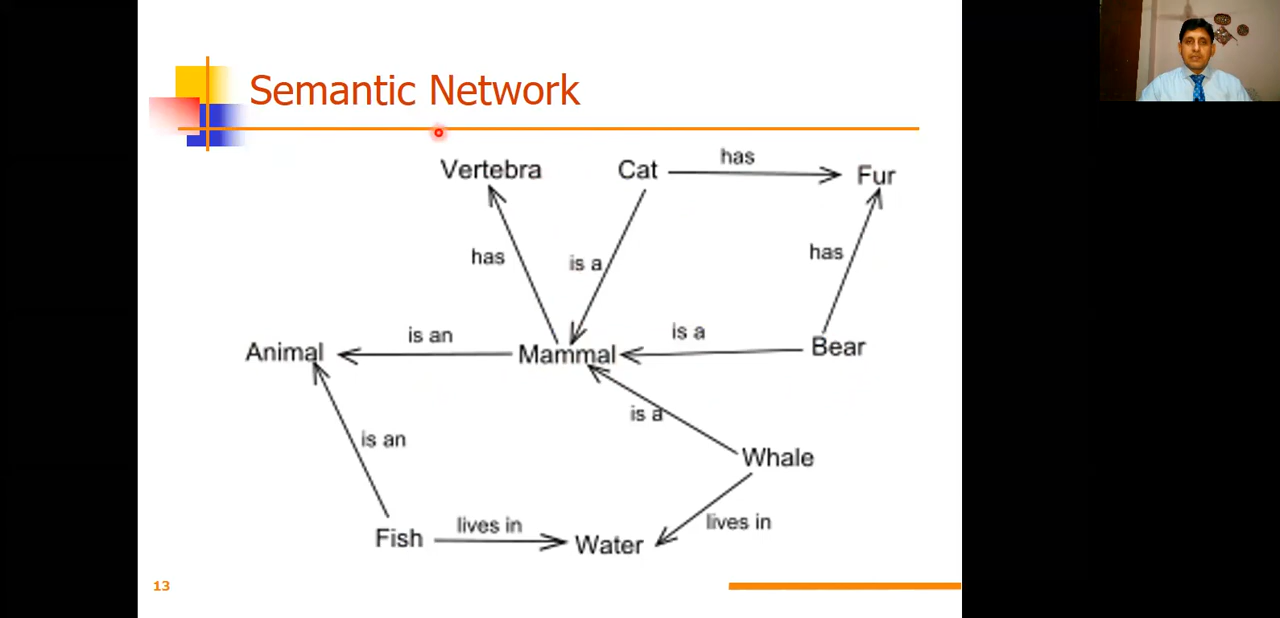 Semantic Network
Vertebra
Cat
has
Fur
has
is a
has
Animal
is an
Mammal
is a
Bear
is a
is an
Whale
Fish
lives in
Water
lives in
13